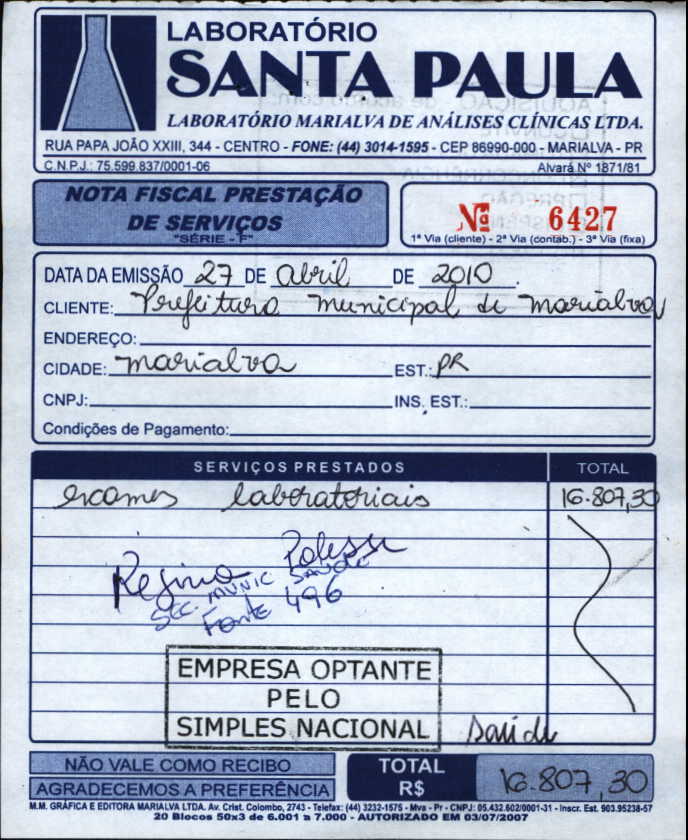 LABORATÓRIO
SANTA PAULA
LABORATÓRIO MARIALVA DE ANÁLISES CLÍNICAS LTDA.
RUA PAPA JOÃO XXIII, 344 - CENTRO - FONE: (44) 3014-1595 - CEP 86990-000 - MARIALVA - PR
C.N.P.J.: 75.599.837/0001-06 Alvará Nº 1871/81
NOTA FISCAL PRESTAÇÃO
DE SERVIÇOS
"SÉRIE - F"
Nº 6427
1ª Via (cliente) - 2ª Via (contab.) - 3ª Via (fixa)
DATA DA EMISSÃO 27 DE abril DE 2010.
CLIENTE: Prefeitura municipal de marialva
ENDEREÇO:
CIDADE: marialva EST.: PR
CNPJ: INS. EST.:
Condições de Pagamento:
SERVIÇOS PRESTADOS TOTAL
exames laboratoriais 16.807,30
Regina
SEC. MUNIC SAÚDE
Fonte 496
EMPRESA OPTANTE
PELO
SIMPLES NACIONAL
saúde
NÃO VALE COMO RECIBO
AGRADECEMOS A PREFERÊNCIA
TOTAL
R$ 16.807,30
M.M. GRÁFICA E EDITORA MARIALVA LTDA. Av. Crist. Colombo, 2743 - Telefax: (44) 3232-1575 - Mva - Pr - CNPJ: 05.432.602/0001-31 - Inscr. Est. 903.95238-57
20 Blocos 50x3 de 6.001 a 7.000 - AUTORIZADO EM 03/07/2007